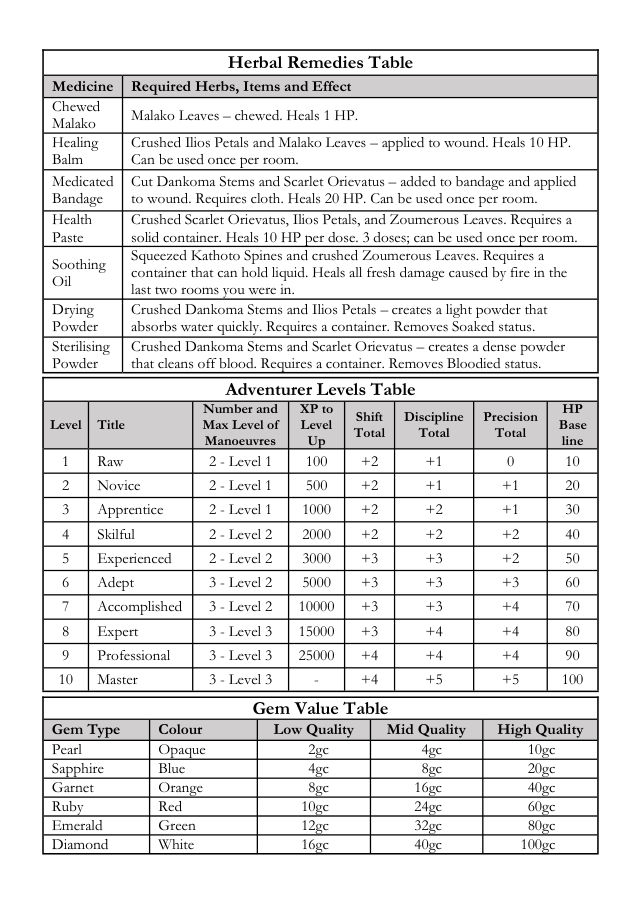 Herbal Remedies Table
Medicine Required Herbs, Items and Effect
Chewed
Malako
Malako Leaves – chewed. Heals 1 HP.
Healing
Balm
Crushed Ilios Petals and Malako Leaves – applied to wound. Heals 10 HP.
Can be used once per room.
Medicated
Bandage
Cut Dankoma Stems and Scarlet Orievatus – added to bandage and applied
to wound. Requires cloth. Heals 20 HP. Can be used once per room.
Health
Paste
Crushed Scarlet Orievatus, Ilios Petals, and Zoumerous Leaves. Requires a
solid container. Heals 10 HP per dose. 3 doses; can be used once per room.
Soothing
Oil
Squeezed Kathoto Spines and crushed Zoumerous Leaves. Requires a
container that can hold liquid. Heals all fresh damage caused by fire in the
last two rooms you were in.
Drying
Powder
Crushed Dankoma Stems and Ilios Petals – creates a light powder that
absorbs water quickly. Requires a container. Removes Soaked status.
Sterilising
Powder
Crushed Dankoma Stems and Scarlet Orievatus – creates a dense powder
that cleans off blood. Requires a container. Removes Bloodied status.
Adventurer Levels Table
Level
Title
Number and
Max Level of
Manoeuvres
XP to
Level
Up
Shift
Total
Discipline
Total
Precision
Total
HP
Base
line
1 Raw 2 - Level 1 100 +2 +1 0 10
2 Novice 2 - Level 1 500 +2 +1 +1 20
3 Apprentice 2 - Level 1 1000 +2 +2 +1 30
4 Skilful 2 - Level 2 2000 +2 +2 +2 40
5 Experienced 2 - Level 2 3000 +3 +3 +2 50
6 Adept 3 - Level 2 5000 +3 +3 +3 60
7 Accomplished 3 - Level 2 10000 +3 +3 +4 70
8 Expert 3 - Level 3 15000 +3 +4 +4 80
9 Professional 3 - Level 3 25000 +4 +4 +4 90
10 Master 3 - Level 3 - +4 +5 +5 100
Gem Value Table
Gem Type Colour Low Quality Mid Quality High Quality
Pearl Opaque 2gc 4gc 10gc
Sapphire Blue 4gc 8gc 20gc
Garnet Orange 8gc 16gc 40gc
Ruby Red 10gc 24gc 60gc
Emerald Green 12gc 32gc 80gc
Diamond White 16gc 40gc 100gc